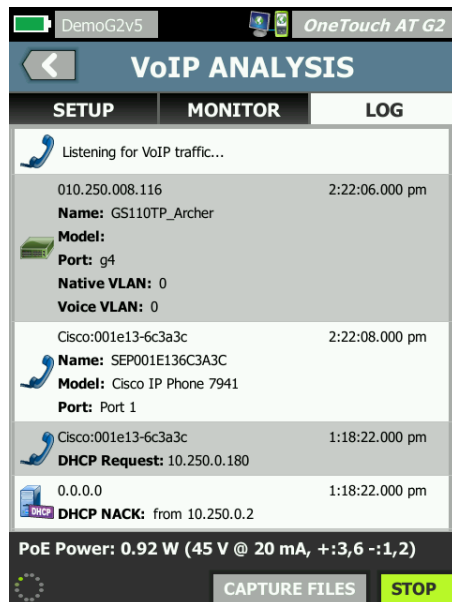 DemoG2v5
OneTouch AT G2
VoIP ANALYSIS
SETUP MONITOR LOG
Listening for VoIP traffic...
010.250.008.116 2:22:06.000 pm
Name: GS110TP_Archer
Model:
Port: g4
Native VLAN: 0
Voice VLAN: 0
Cisco:001e13-6c3a3c 2:22:08.000 pm
Name: SEP001E136C3A3C
Model: Cisco IP Phone 7941
Port: Port 1
Cisco:001e13-6c3a3c 1:18:22.000 pm
DHCP Request: 10.250.0.180
0.0.0.0 1:18:22.000 pm
DHCP
DHCP NACK: from 10.250.0.2
PoE Power: 0.92 W (45 V @ 20 mA, +:3,6 -:1,2)
CAPTURE FILES STOP